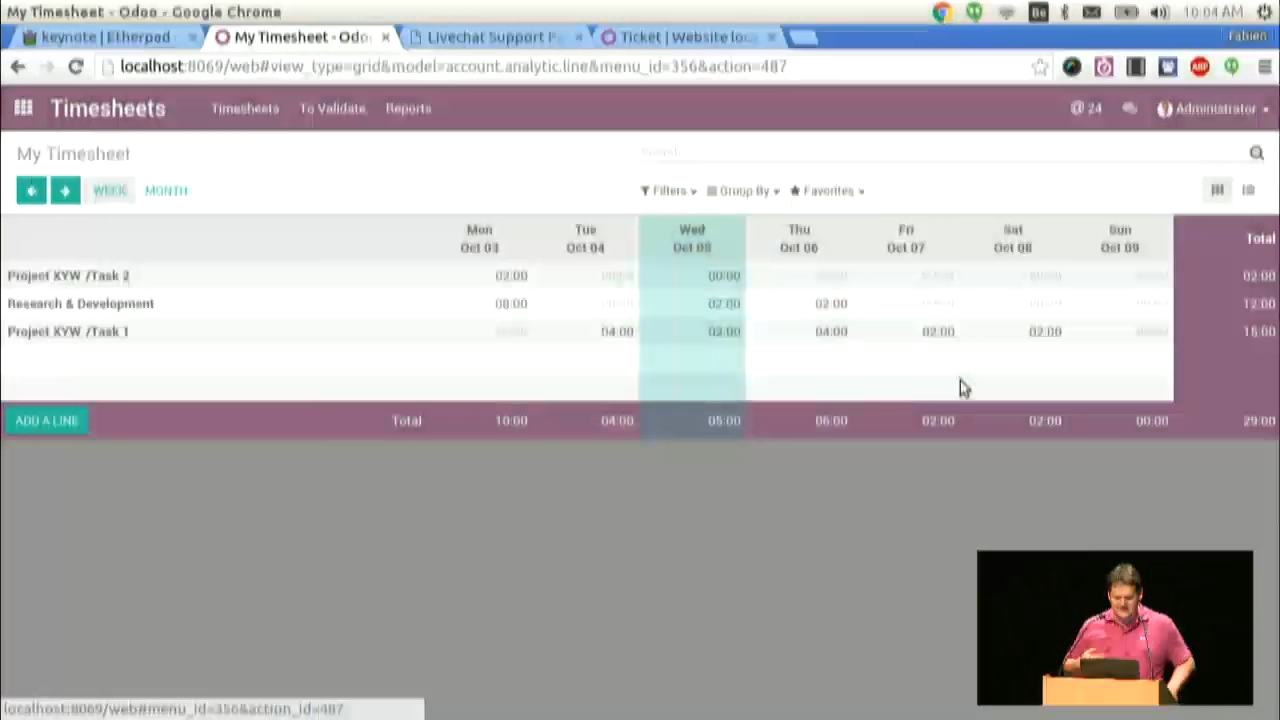 My Timesheet - Odoo - Google Chrome
Be 10:04 AM
keynote | Etherpad × My Timesheet - Odo × Livechat Support P × Ticket | Website loc × Fabien
localhost:8069/web#view_type=grid&model=account.analytic.line&menu_id=356&action=487 ABP
Timesheets Timesheets To Validate Reports @ 24 Administrator
My Timesheet Search...
WEEK MONTH Filters Group By Favorites
Mon Tue Wed Thu Fri Sat Sun Total
Oct 03 Oct 04 Oct 05 Oct 06 Oct 07 Oct 08 Oct 09
Project XYW /Task 2 02:00 00:00 02:00
Research & Development 08:00 02:00 02:00 12:00
Project XYW /Task 1 04:00 03:00 04:00 02:00 02:00 15:00
ADD A LINE Total 10:00 04:00 05:00 06:00 02:00 02:00 00:00 29:00
localhost:8069/web#menu_id=356&action_id=487